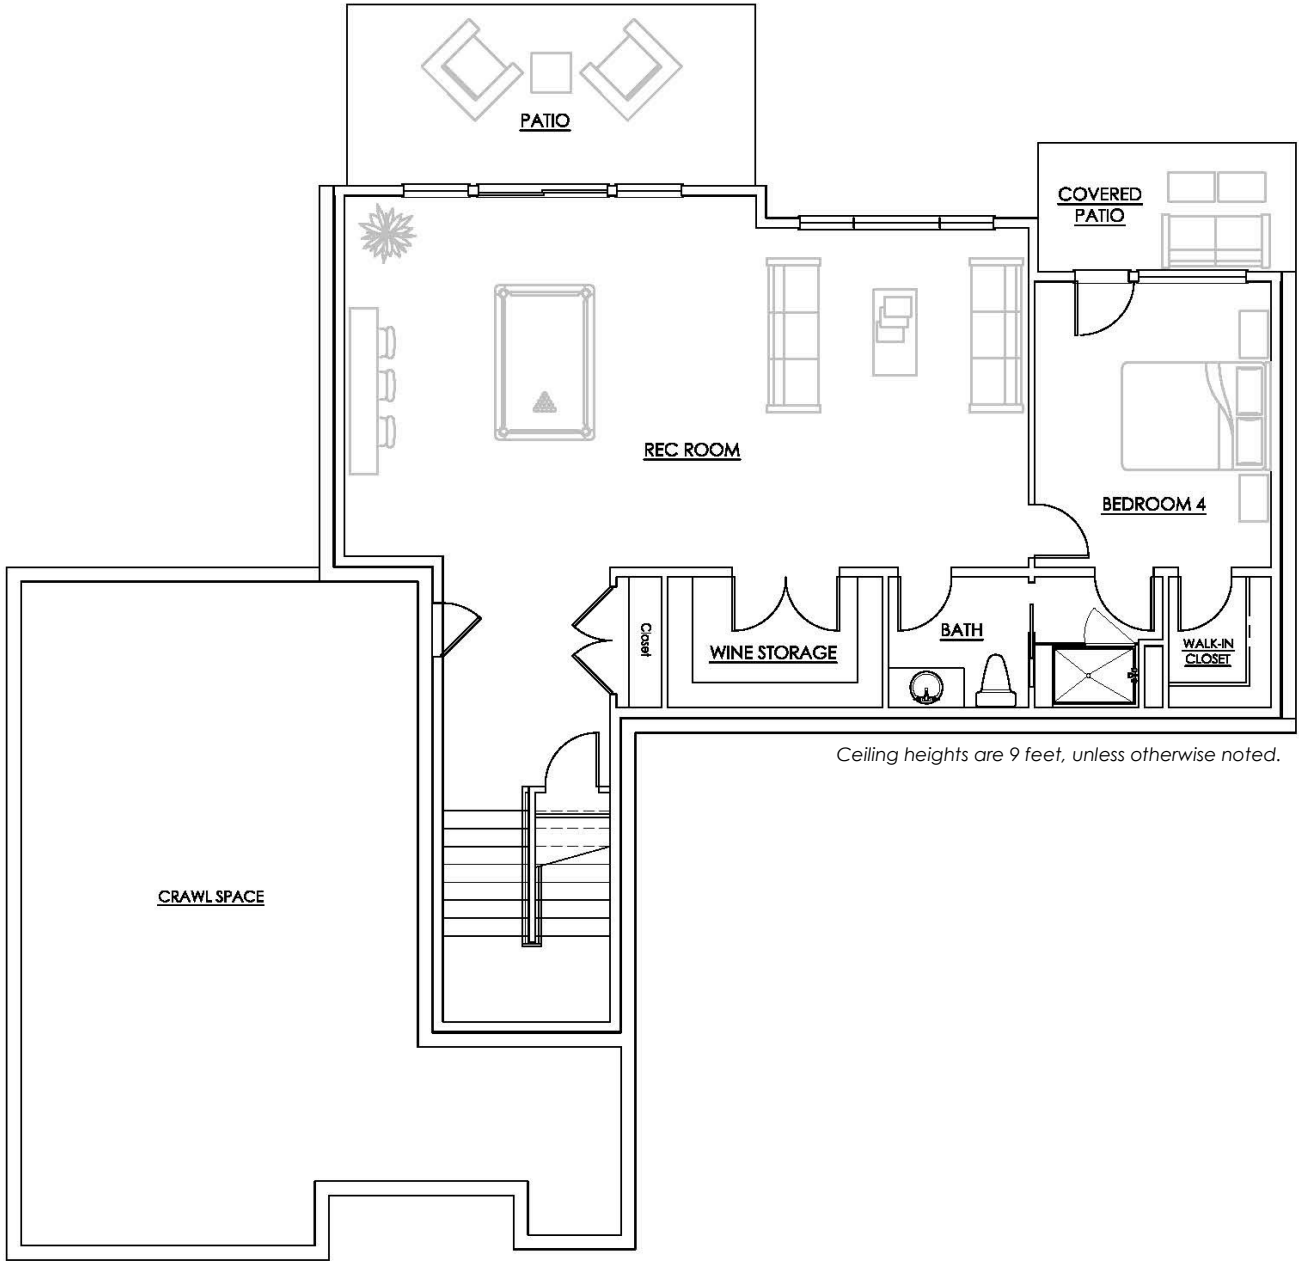 PATIO
COVERED
PATIO
REC ROOM
BEDROOM 4
Closet
WINE STORAGE
BATH
WALK-IN
CLOSET
Ceiling heights are 9 feet, unless otherwise noted.
CRAWL SPACE